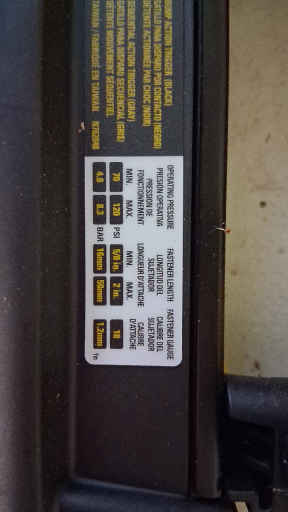 BUMP ACTION TRIGGER (BLACK)
GATILLO PARA DISPARO POR CONTACTO (NEGRO)
DÉTENTE ACTIONNÉE PAR CHOC (NOIR)
SEQUENTIAL ACTION TRIGGER (GRAY)
GATILLO PARA DISPARO SECUENCIAL (GRIS)
DÉTENTE MOUVEMENT SÉQUENTIEL
TAIWAN / FABRIQUÉ EN TAIWAN
OPERATING PRESSURE
PRESIÓN OPERATIVA
PRESSION DE
FONCTIONNEMENT
MIN. MAX.
70 120 PSI
4.8 8.3 BAR
FASTENER LENGTH
LONGITUD DEL
SUJETADOR
LONGUEUR D'ATTACHE
MIN. MAX.
5/8 in. 2 in.
16mm 50mm
FASTENER GAUGE
CALIBRE DEL
SUJETADOR
CALIBRE
D'ATTACHE
18
1.2mm